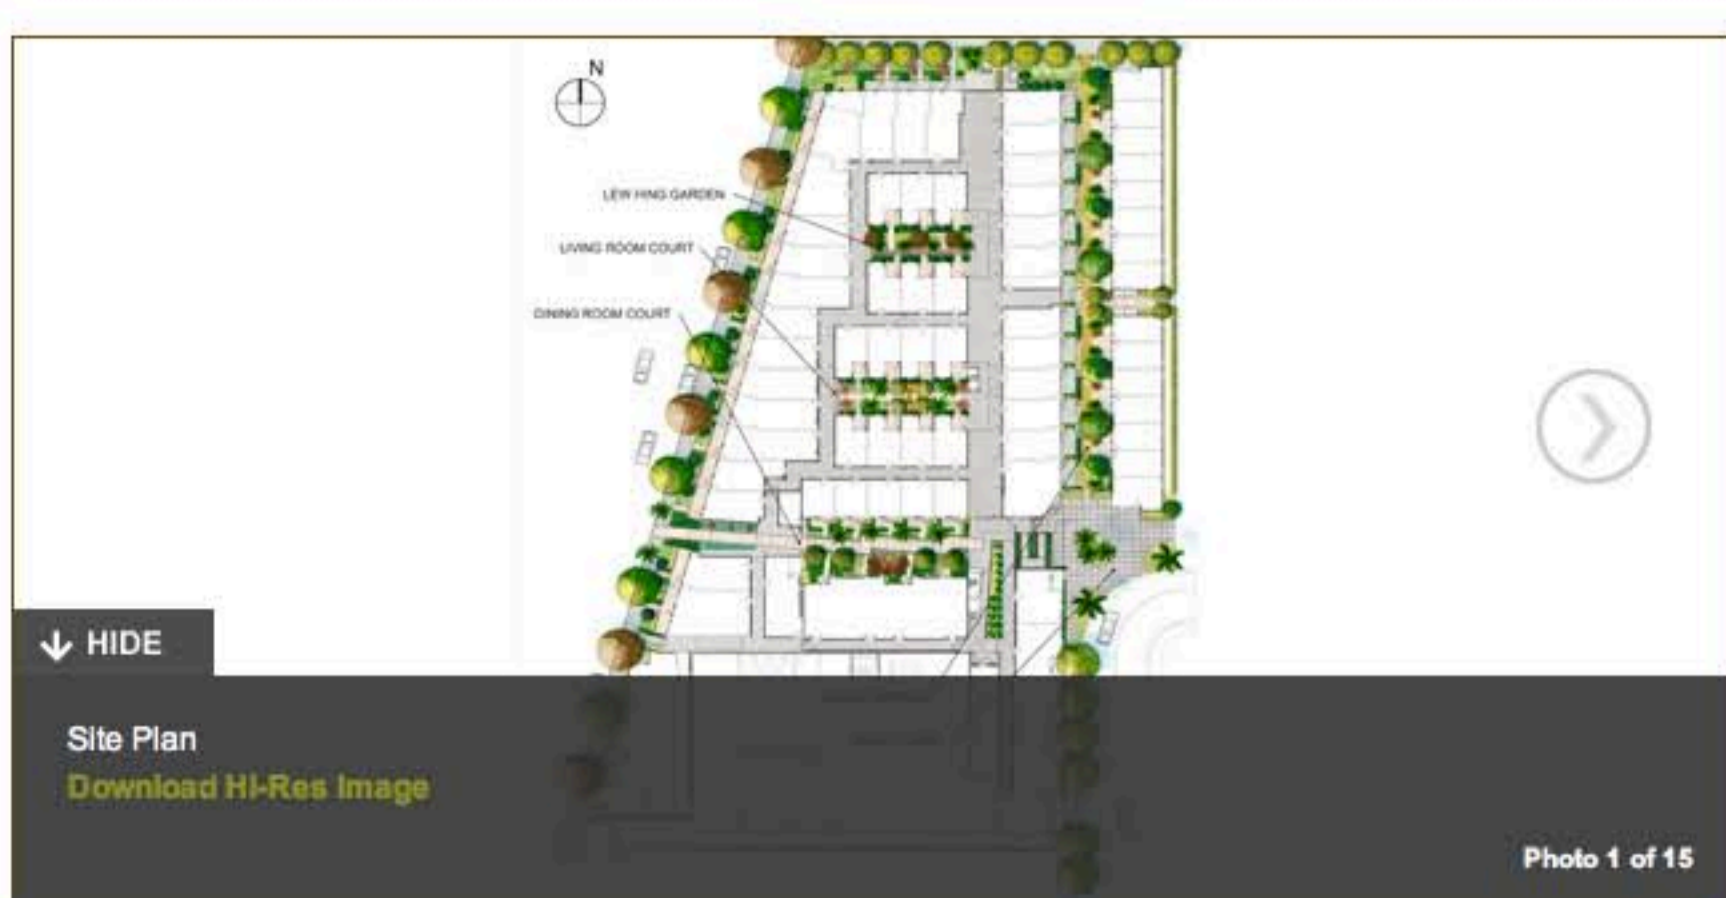 N
LEW HING GARDEN
LIVING ROOM COURT
DINING ROOM COURT
HIDE
Site Plan
Download Hi-Res Image
Photo 1 of 15